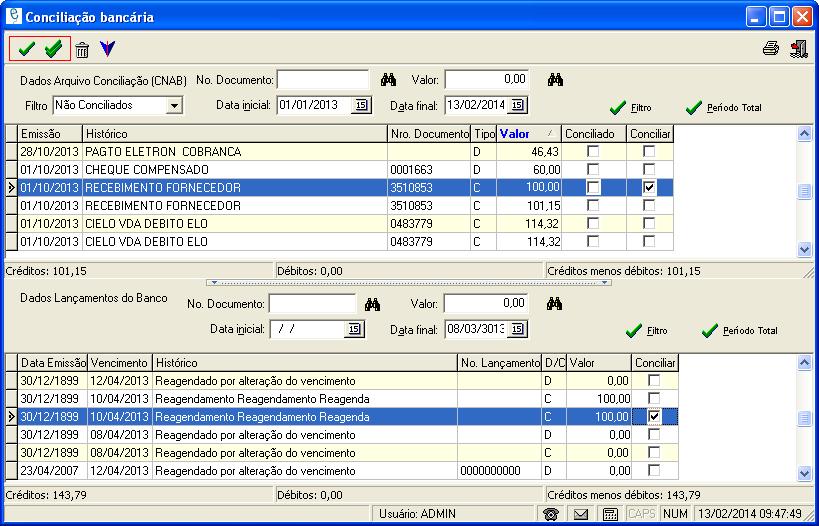 Conciliação bancária
Dados Arquivo Conciliação (CNAB) No. Documento: Valor: 0,00
Filtro Não Conciliados Data inicial: 01/01/2013 15 Data final: 13/02/2014 15 Filtro Período Total
Emissão Histórico Nro. Documento Tipo Valor Conciliado Conciliar
28/10/2013 PAGTO ELETRON COBRANCA D 46,43
01/10/2013 CHEQUE COMPENSADO 0001663 D 60,00
01/10/2013 RECEBIMENTO FORNECEDOR 3510853 C 100,00
01/10/2013 RECEBIMENTO FORNECEDOR 3510853 C 101,15
01/10/2013 CIELO VDA DEBITO ELO 0483779 C 114,32
01/10/2013 CIELO VDA DEBITO ELO 0483779 C 114,32
Créditos: 101,15 Débitos: 0,00 Créditos menos débitos: 101,15
Dados Lançamentos do Banco No. Documento: Valor: 0,00
Data inicial: / / 15 Data final: 08/03/3013 15 Filtro Período Total
Data Emissão Vencimento Histórico No. Lançamento D/C Valor Conciliar
30/12/1899 12/04/2013 Reagendado por alteração do vencimento D 0,00
30/12/1899 10/04/2013 Reagendamento Reagendamento Reagenda C 100,00
30/12/1899 10/04/2013 Reagendamento Reagendamento Reagenda C 100,00
30/12/1899 08/04/2013 Reagendado por alteração do vencimento D 0,00
30/12/1899 08/04/2013 Reagendado por alteração do vencimento C 0,00
23/04/2007 12/04/2013 Reagendado por alteração do vencimento 0000000000 D 0,00
Créditos: 143,79 Débitos: 0,00 Créditos menos débitos: 143,79
Usuário: ADMIN CAPS NUM 13/02/2014 09:47:49